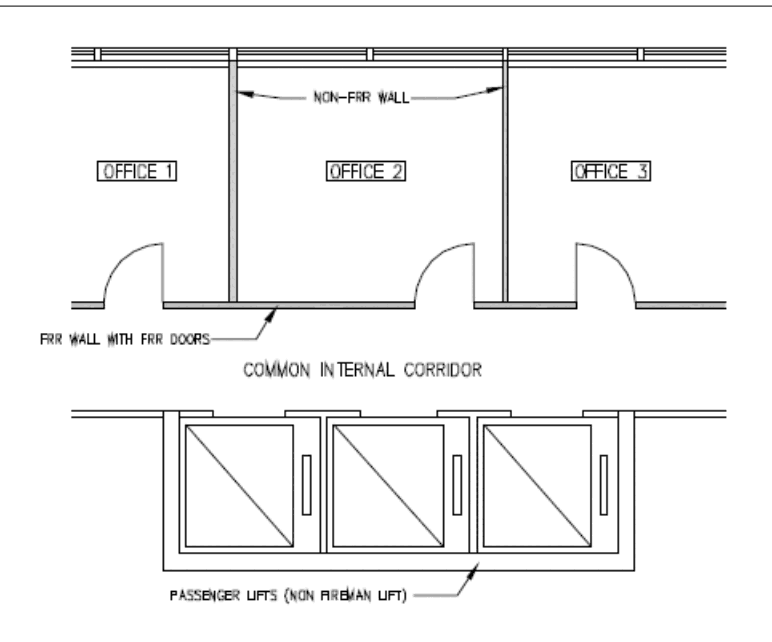 NON-FRR WALL
OFFICE 1
OFFICE 2
OFFICE 3
FRR WALL WITH FRR DOORS
COMMON INTERNAL CORRIDOR
PASSENGER LIFTS (NON FIREMAN LIFT)